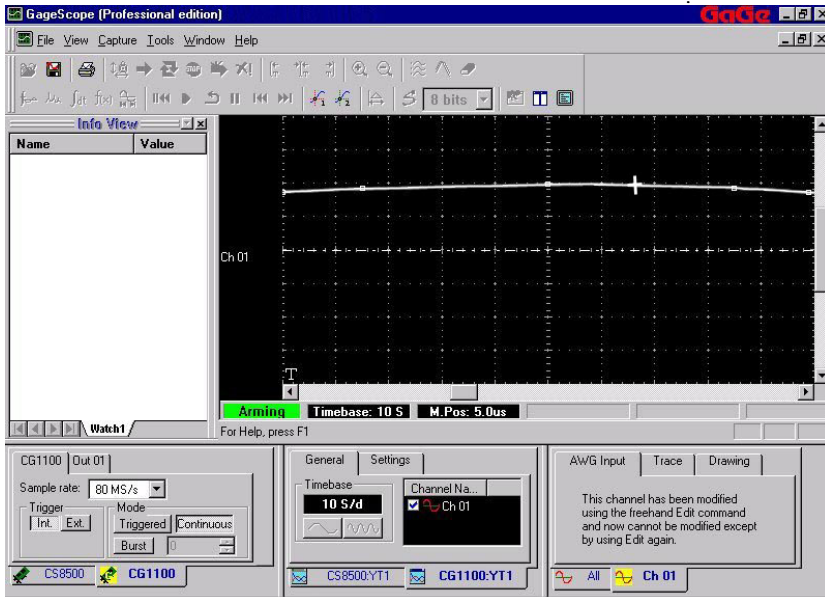 GageScope (Professional edition)
GaGe
File View Capture Tools Window Help
8 bits
Info View
Name Value
Ch 01
T
Watch1
Arming Timebase: 10 S M.Pos: 5.0us
For Help, press F1
CG1100 Out 01
Sample rate: 80 MS/s
Trigger
Int. Ext.
Mode
Triggered Continuous
Burst 0
CS8500 CG1100
General Settings
Timebase
10 S/d
Channel Na...
Ch 01
CS8500:YT1 CG1100:YT1
AWG Input Trace Drawing
This channel has been modified
using the freehand Edit command
and now cannot be modified except
by using Edit again.
All Ch 01